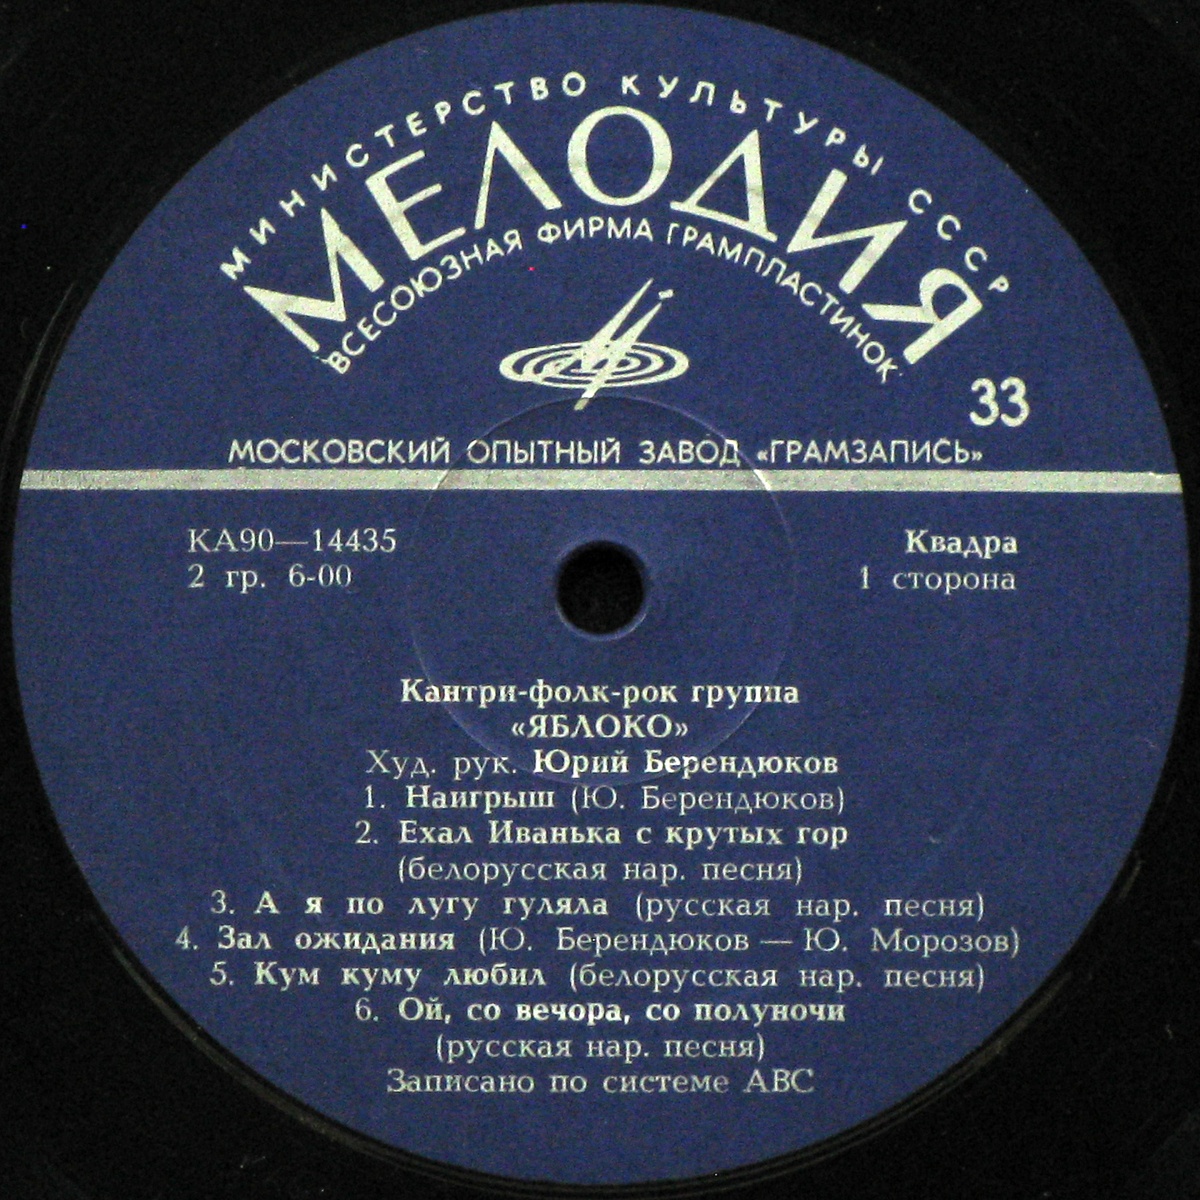 МИНИСТЕРСТВО КУЛЬТУРЫ СССР
МЕЛОДИЯ
ВСЕСОЮЗНАЯ ФИРМА ГРАМПЛАСТИНОК
33
МОСКОВСКИЙ ОПЫТНЫЙ ЗАВОД «ГРАМЗАПИСЬ»
КА90—14435
Квадра
2 гр. 6-00
1 сторона
Кантри-фолк-рок группа
«ЯБЛОКО»
Худ. рук. Юрий Берендюков
1. Наигрыш (Ю. Берендюков)
2. Ехал Иванька с крутых гор
(белорусская нар. песня)
3. А я по лугу гуляла (русская нар. песня)
4. Зал ожидания (Ю. Берендюков — Ю. Морозов)
5. Кум куму любил (белорусская нар. песня)
6. Ой, со вечора, со полуночи
(русская нар. песня)
Записано по системе АВС